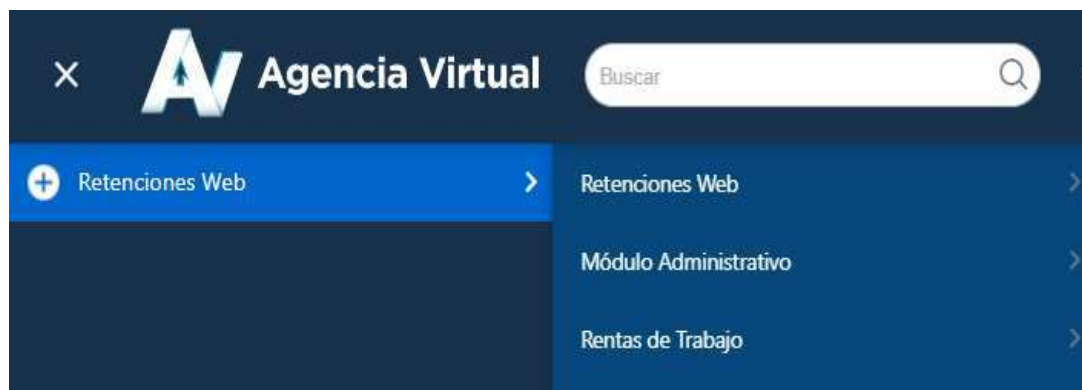 Agencia Virtual
Buscar
Retenciones Web
Retenciones Web
Módulo Administrativo
Rentas de Trabajo